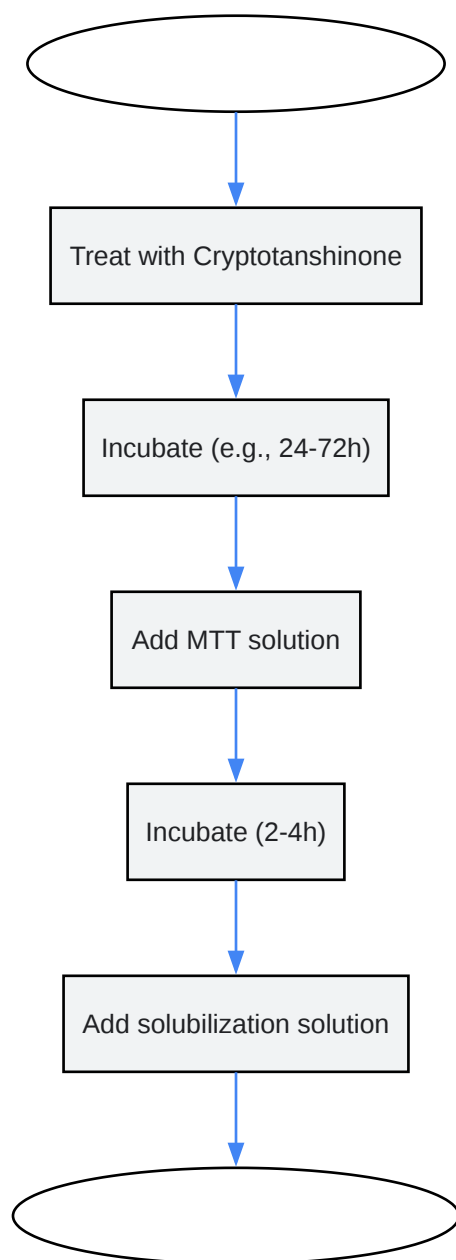 Treat with Cryptotanshinone
Incubate (e.g., 24-72h)
Add MTT solution
Incubate (2-4h)
Add solubilization solution